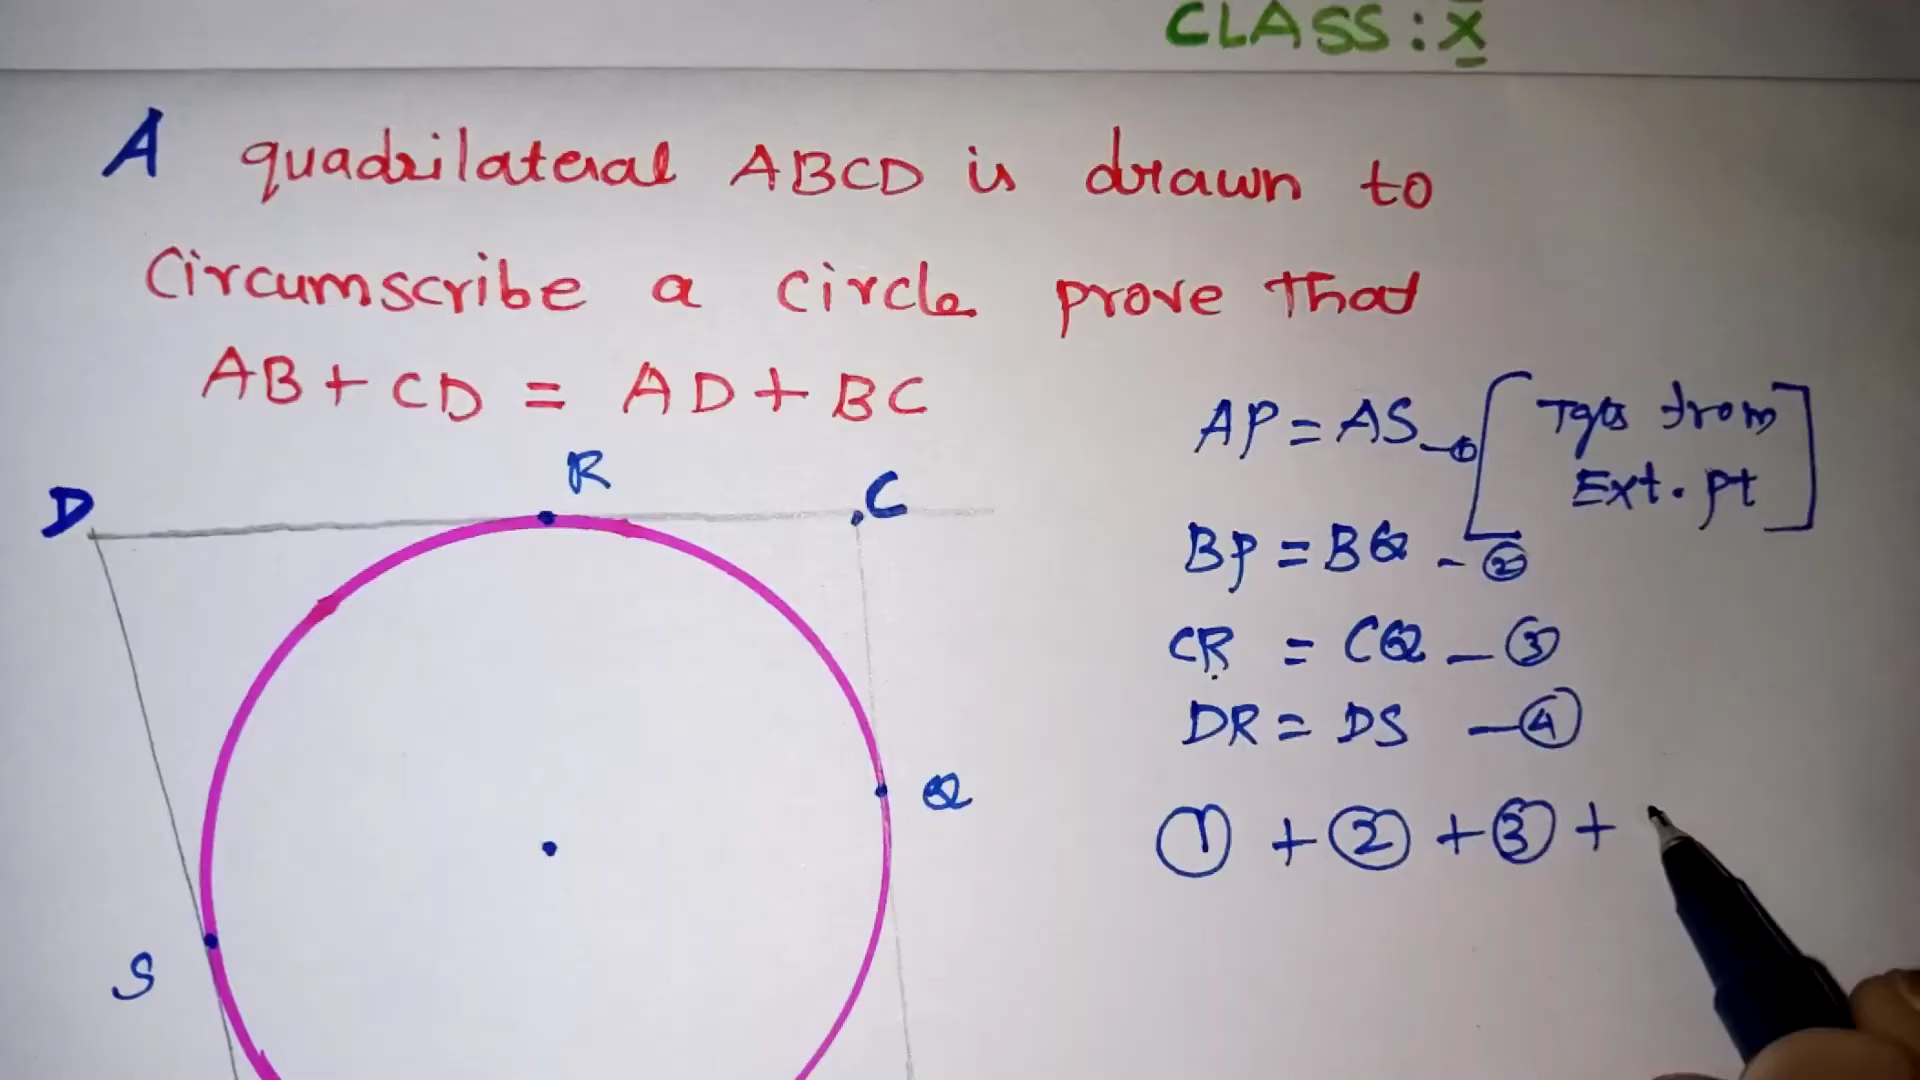 CLASS : X
A quadrilateral ABCD is drawn to
Circumscribe a circle prove that
AB + CD = AD + BC
R
D
C
Q
S
AP = AS - ① [Tgts from
Ext. pt]
BP = BQ - ②
CR = CQ - ③
DR = DS - ④
① + ② + ③ +